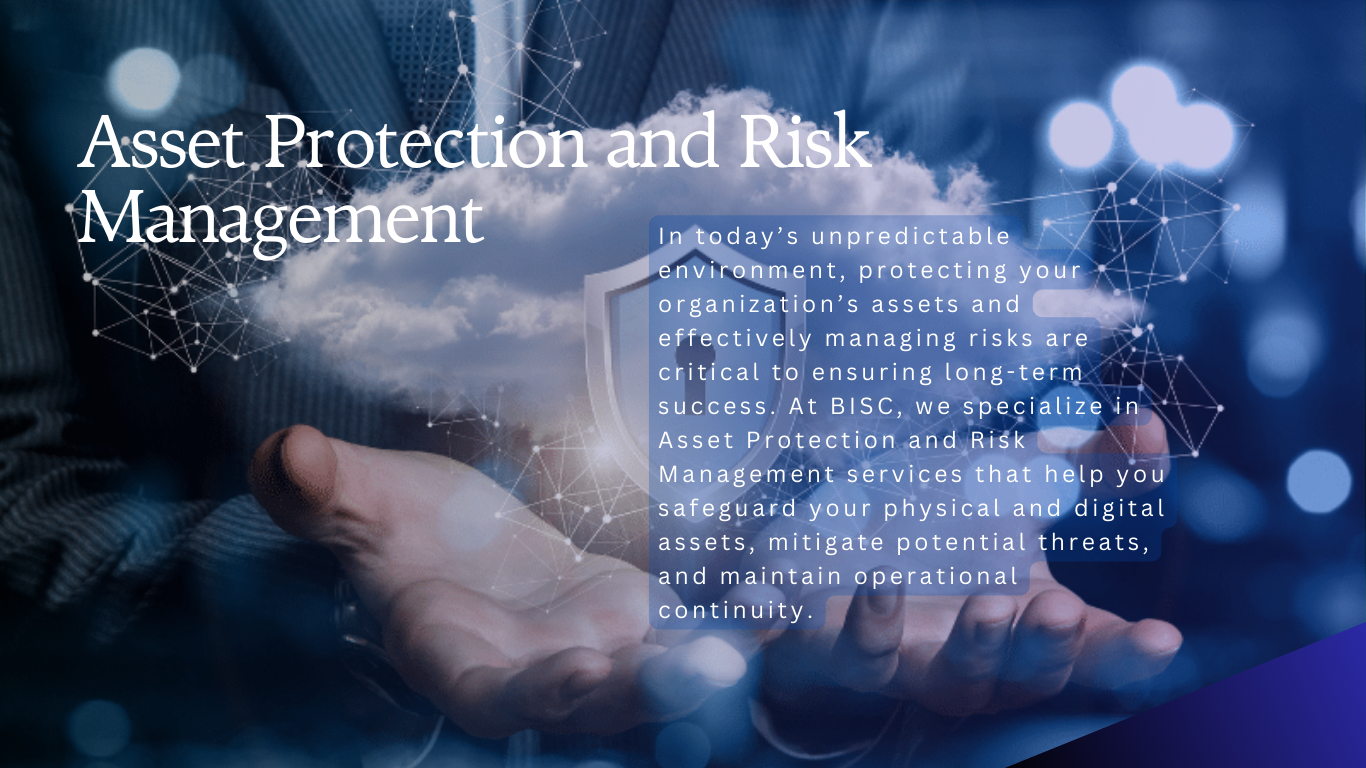 Asset Protection and Risk
Management
In today’s unpredictable
environment, protecting your
organization’s assets and
effectively managing risks are
critical to ensuring long-term
success. At BISC, we specialize in
Asset Protection and Risk
Management services that help you
safeguard your physical and digital
assets, mitigate potential threats,
and maintain operational
continuity.